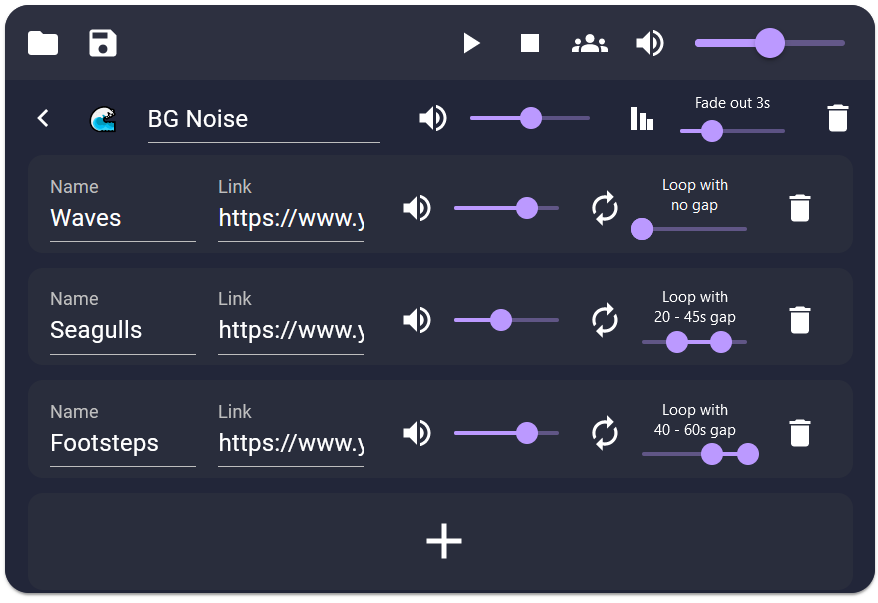 BG Noise
Fade out 3s
Name
Link
Loop with
no gap
Waves
https://www.y
Name
Link
Loop with
20 - 45s gap
Seagulls
https://www.y
Name
Link
Loop with
40 - 60s gap
Footsteps
https://www.y